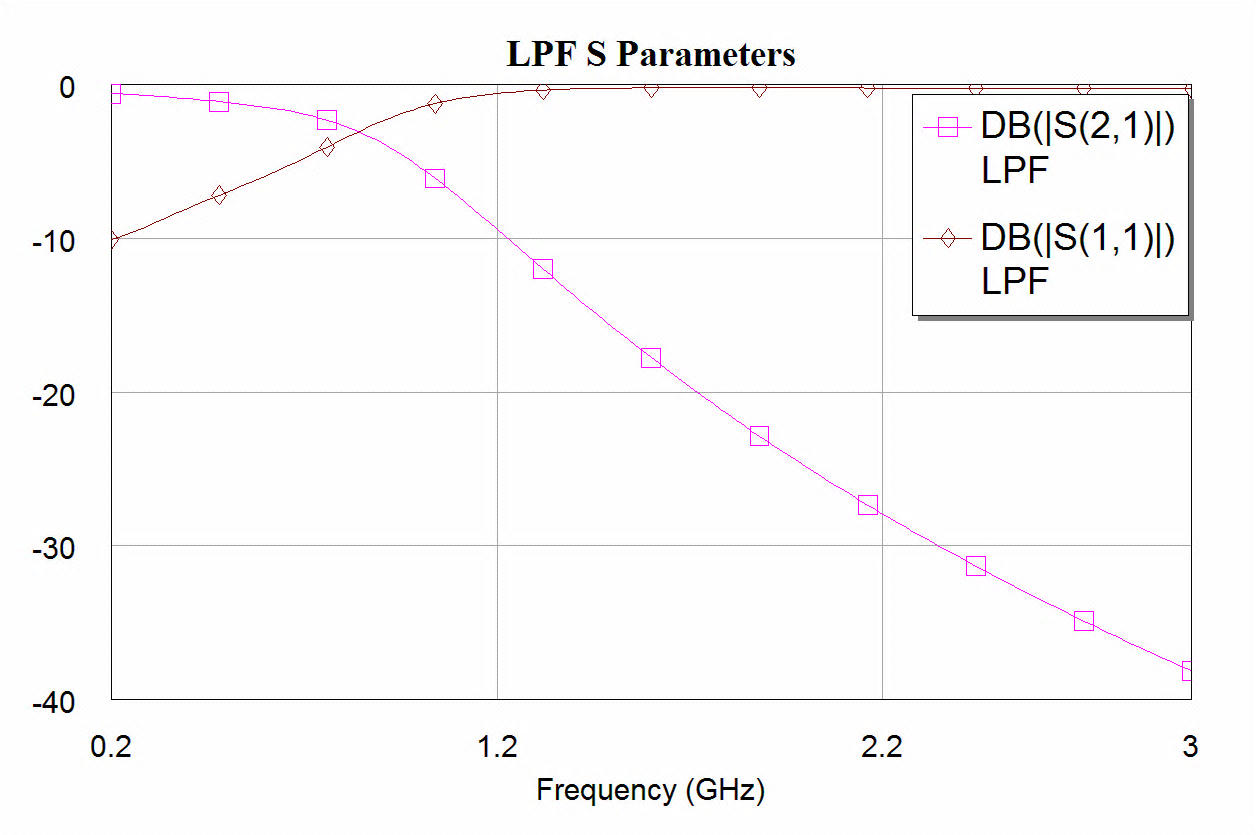 LPF S Parameters
0
-10
-20
-30
-40
DB(|S(2,1)|)
LPF
DB(|S(1,1)|)
LPF
0.2
1.2
2.2
3
Frequency (GHz)